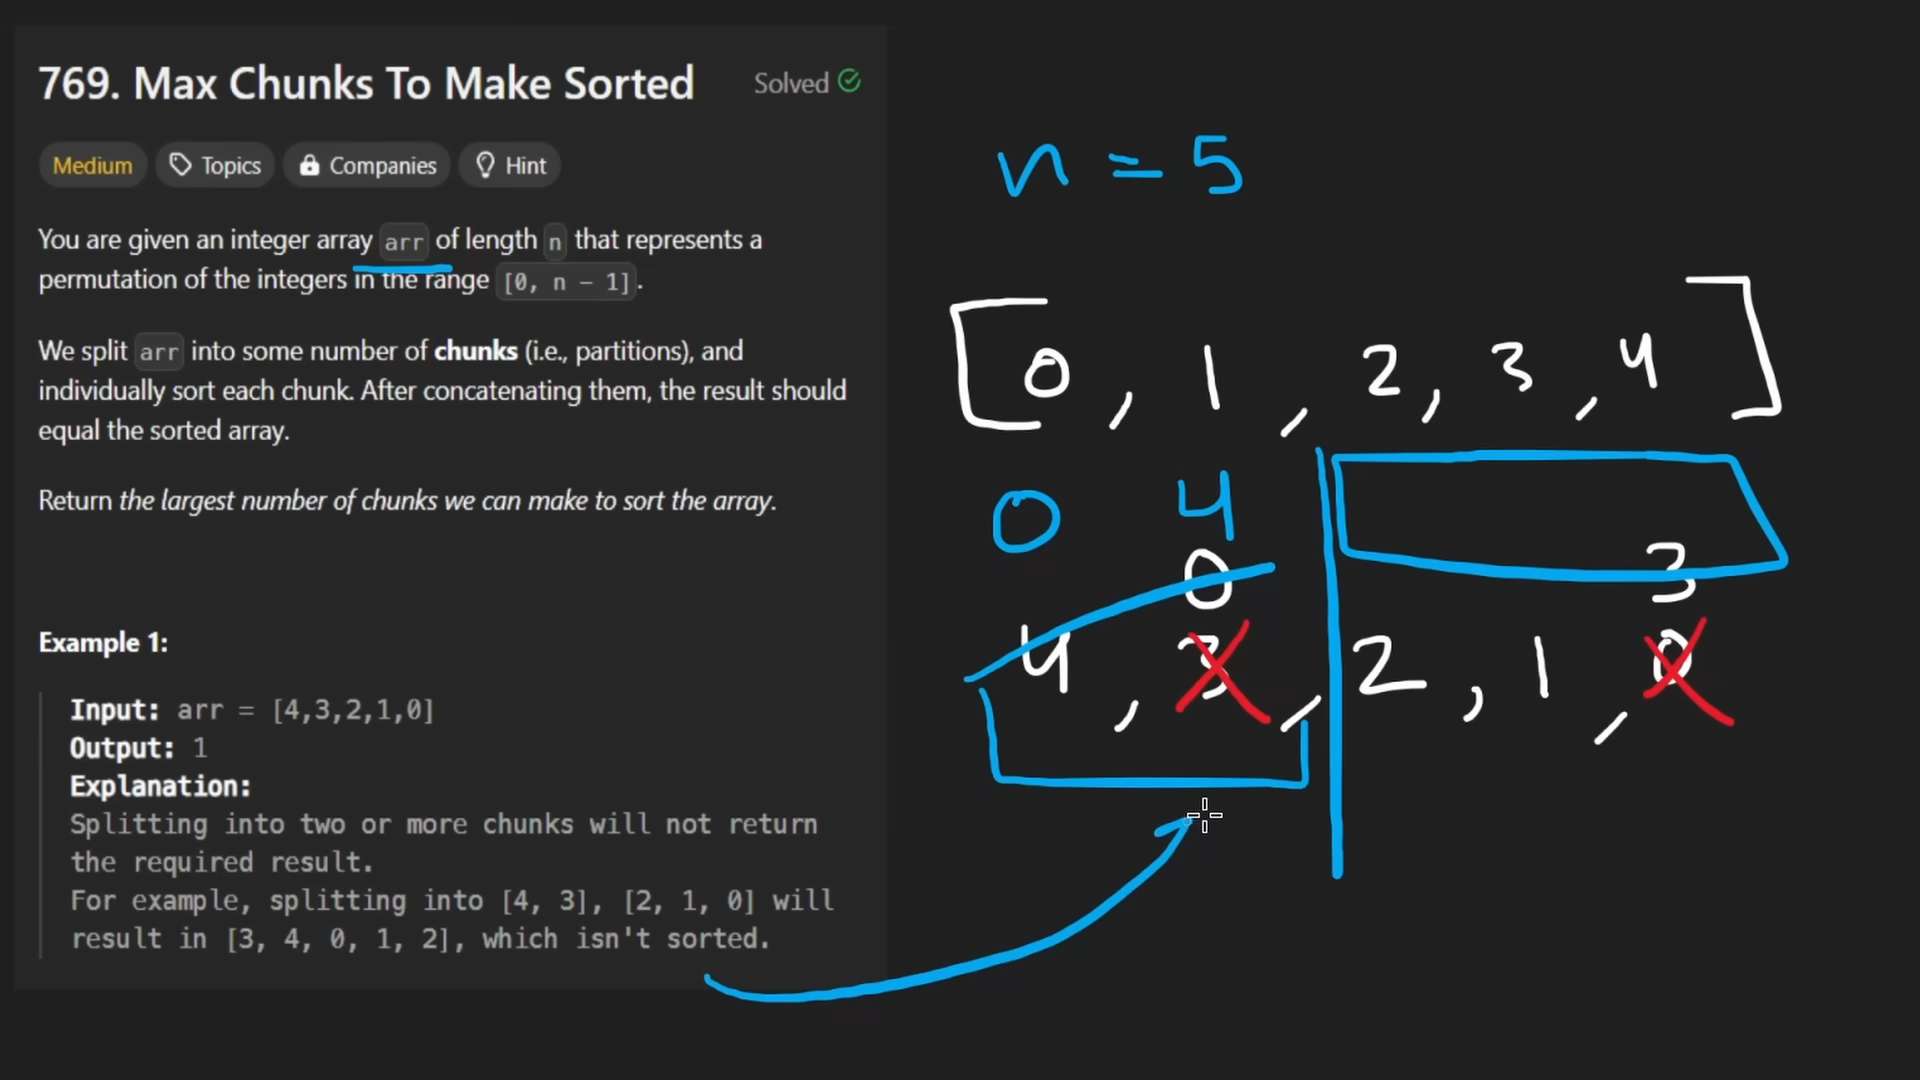 769. Max Chunks To Make Sorted
Solved
Medium
Topics
Companies
Hint
You are given an integer array arr of length n that represents a
permutation of the integers in the range [0, n - 1].
We split arr into some number of chunks (i.e., partitions), and
individually sort each chunk. After concatenating them, the result should
equal the sorted array.
Return the largest number of chunks we can make to sort the array.
Example 1:
Input: arr = [4,3,2,1,0]
Output: 1
Explanation:
Splitting into two or more chunks will not return
the required result.
For example, splitting into [4, 3], [2, 1, 0] will
result in [3, 4, 0, 1, 2], which isn't sorted.
n = 5
[0, 1, 2, 3, 4]
0 4
0 3
4, 3, 2, 1, 0